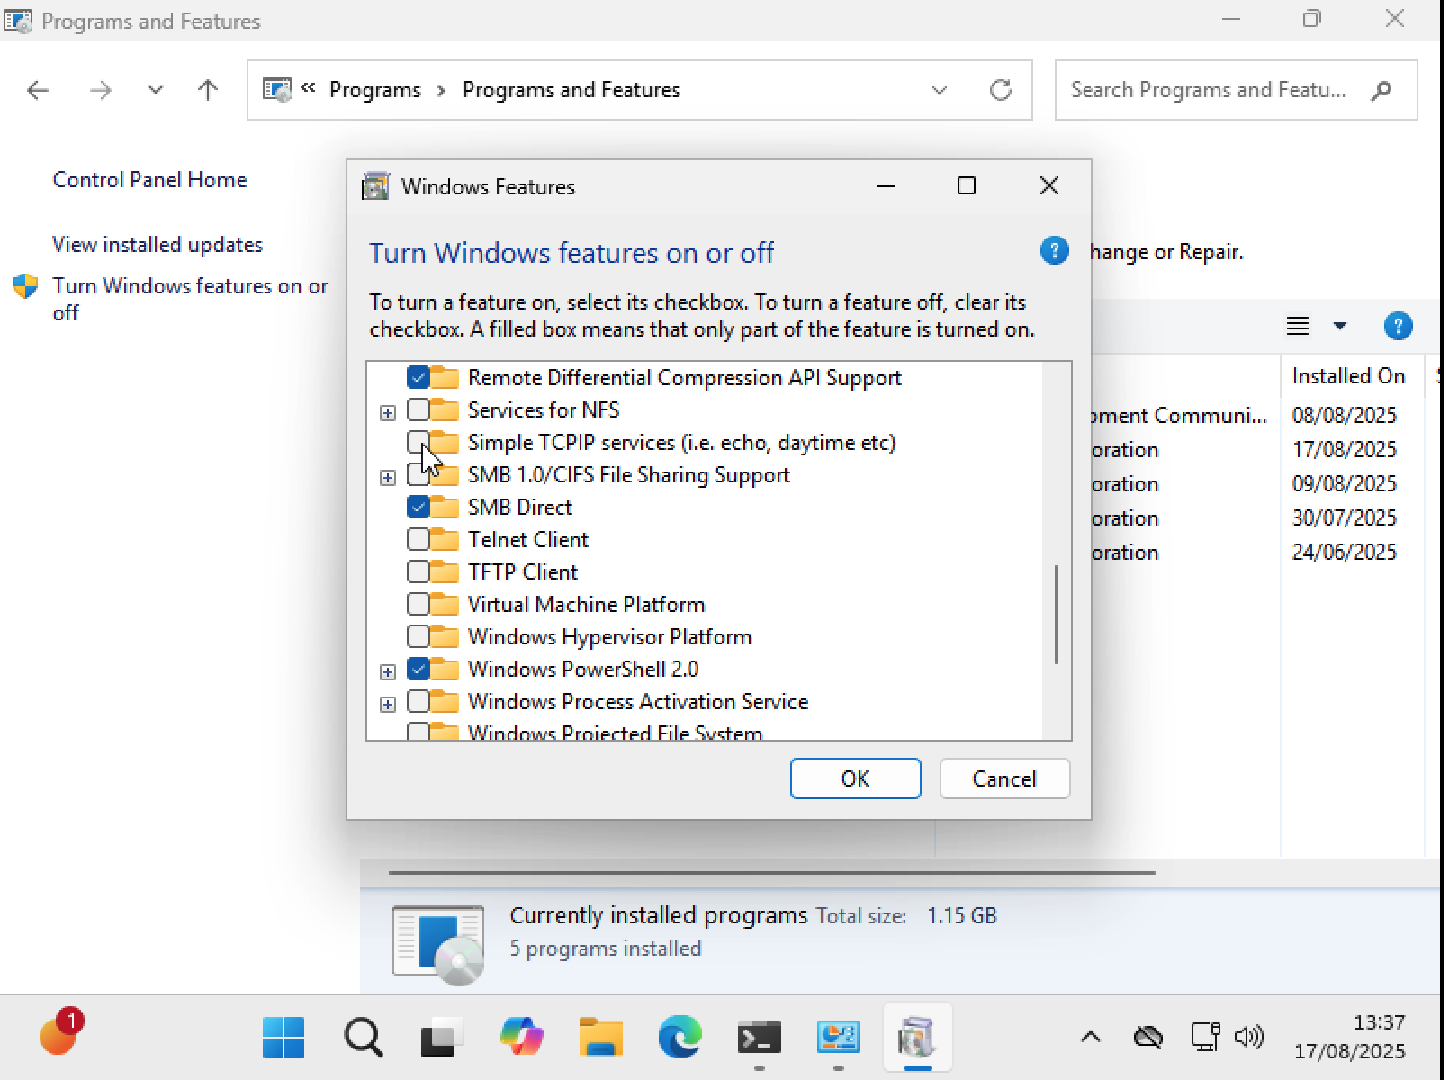 Programs and Features
« Programs › Programs and Features
Search Programs and Featu...
Control Panel Home
View installed updates
Turn Windows features on or
off
Windows Features
Turn Windows features on or off
?
To turn a feature on, select its checkbox. To turn a feature off, clear its
checkbox. A filled box means that only part of the feature is turned on.
Remote Differential Compression API Support
Services for NFS
Simple TCPIP services (i.e. echo, daytime etc)
SMB 1.0/CIFS File Sharing Support
SMB Direct
Telnet Client
TFTP Client
Virtual Machine Platform
Windows Hypervisor Platform
Windows PowerShell 2.0
Windows Process Activation Service
Windows Projected File System
OK
Cancel
hange or Repair.
?
Installed On
pment Communi... 08/08/2025
oration 17/08/2025
oration 09/08/2025
oration 30/07/2025
oration 24/06/2025
Currently installed programs Total size: 1.15 GB
5 programs installed
1
13:37
17/08/2025